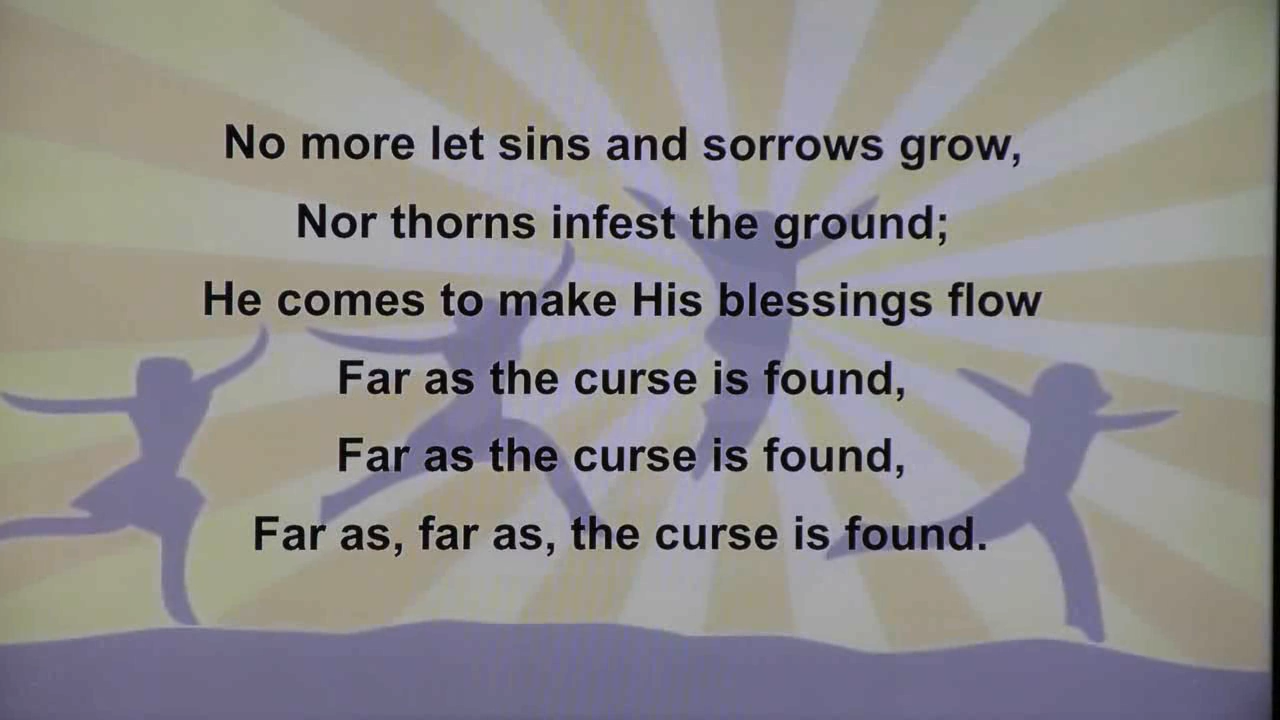 No more let sins and sorrows grow,
Nor thorns infest the ground;
He comes to make His blessings flow
Far as the curse is found,
Far as the curse is found,
Far as, far as, the curse is found.